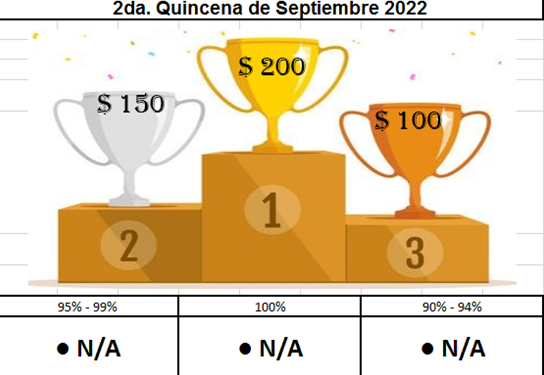 2da. Quincena de Septiembre 2022
$ 200
$ 150
$ 100
1
2
3
95% - 99%
100%
90% - 94%
● N/A
● N/A
● N/A